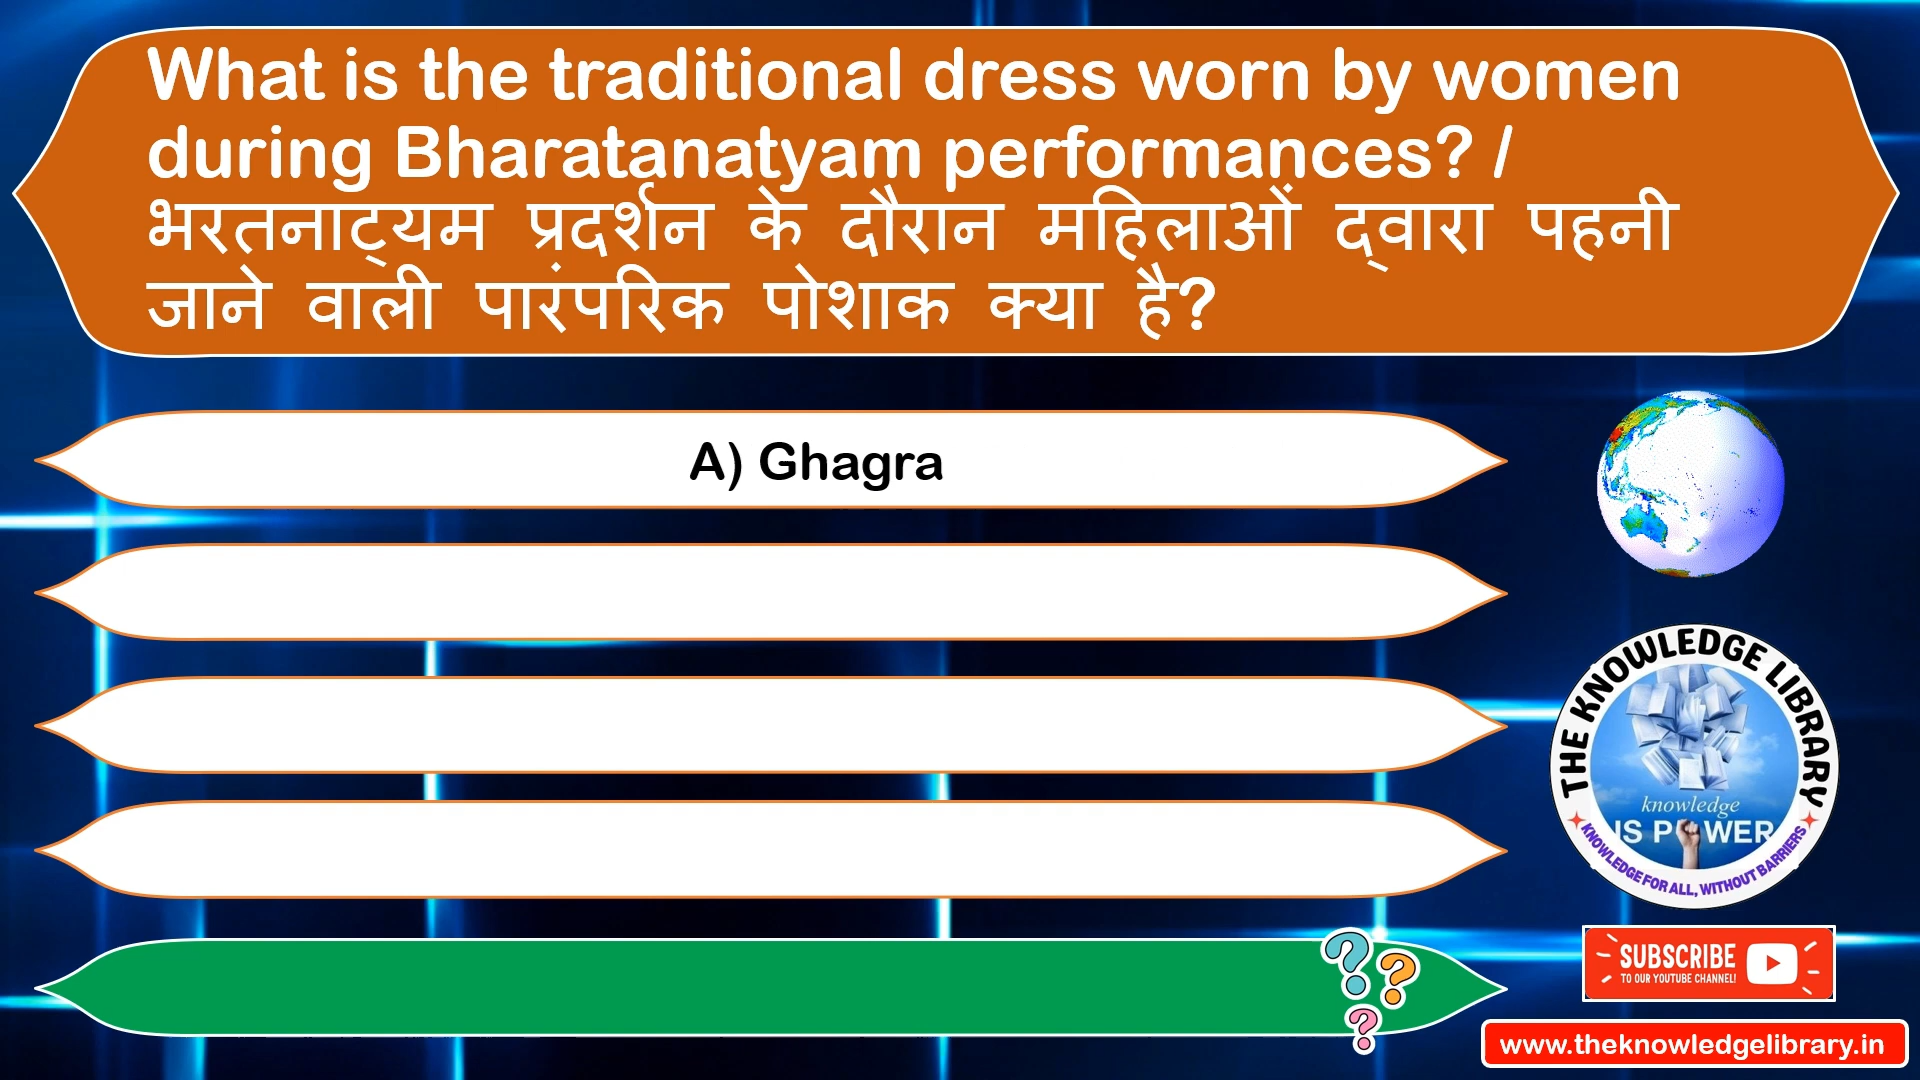 What is the traditional dress worn by women
during Bharatanatyam performances? /
भरतनाट्यम प्रदर्शन के दौरान महिलाओं द्वारा पहनी
जाने वाली पारंपरिक पोशाक क्या है?
A) Ghagra
THE KNOWLEDGE LIBRARY
knowledge
IS POWER
KNOWLEDGE FOR ALL, WITHOUT BARRIERS
SUBSCRIBE
TO OUR YOUTUBE CHANNEL!
www.theknowledgelibrary.in